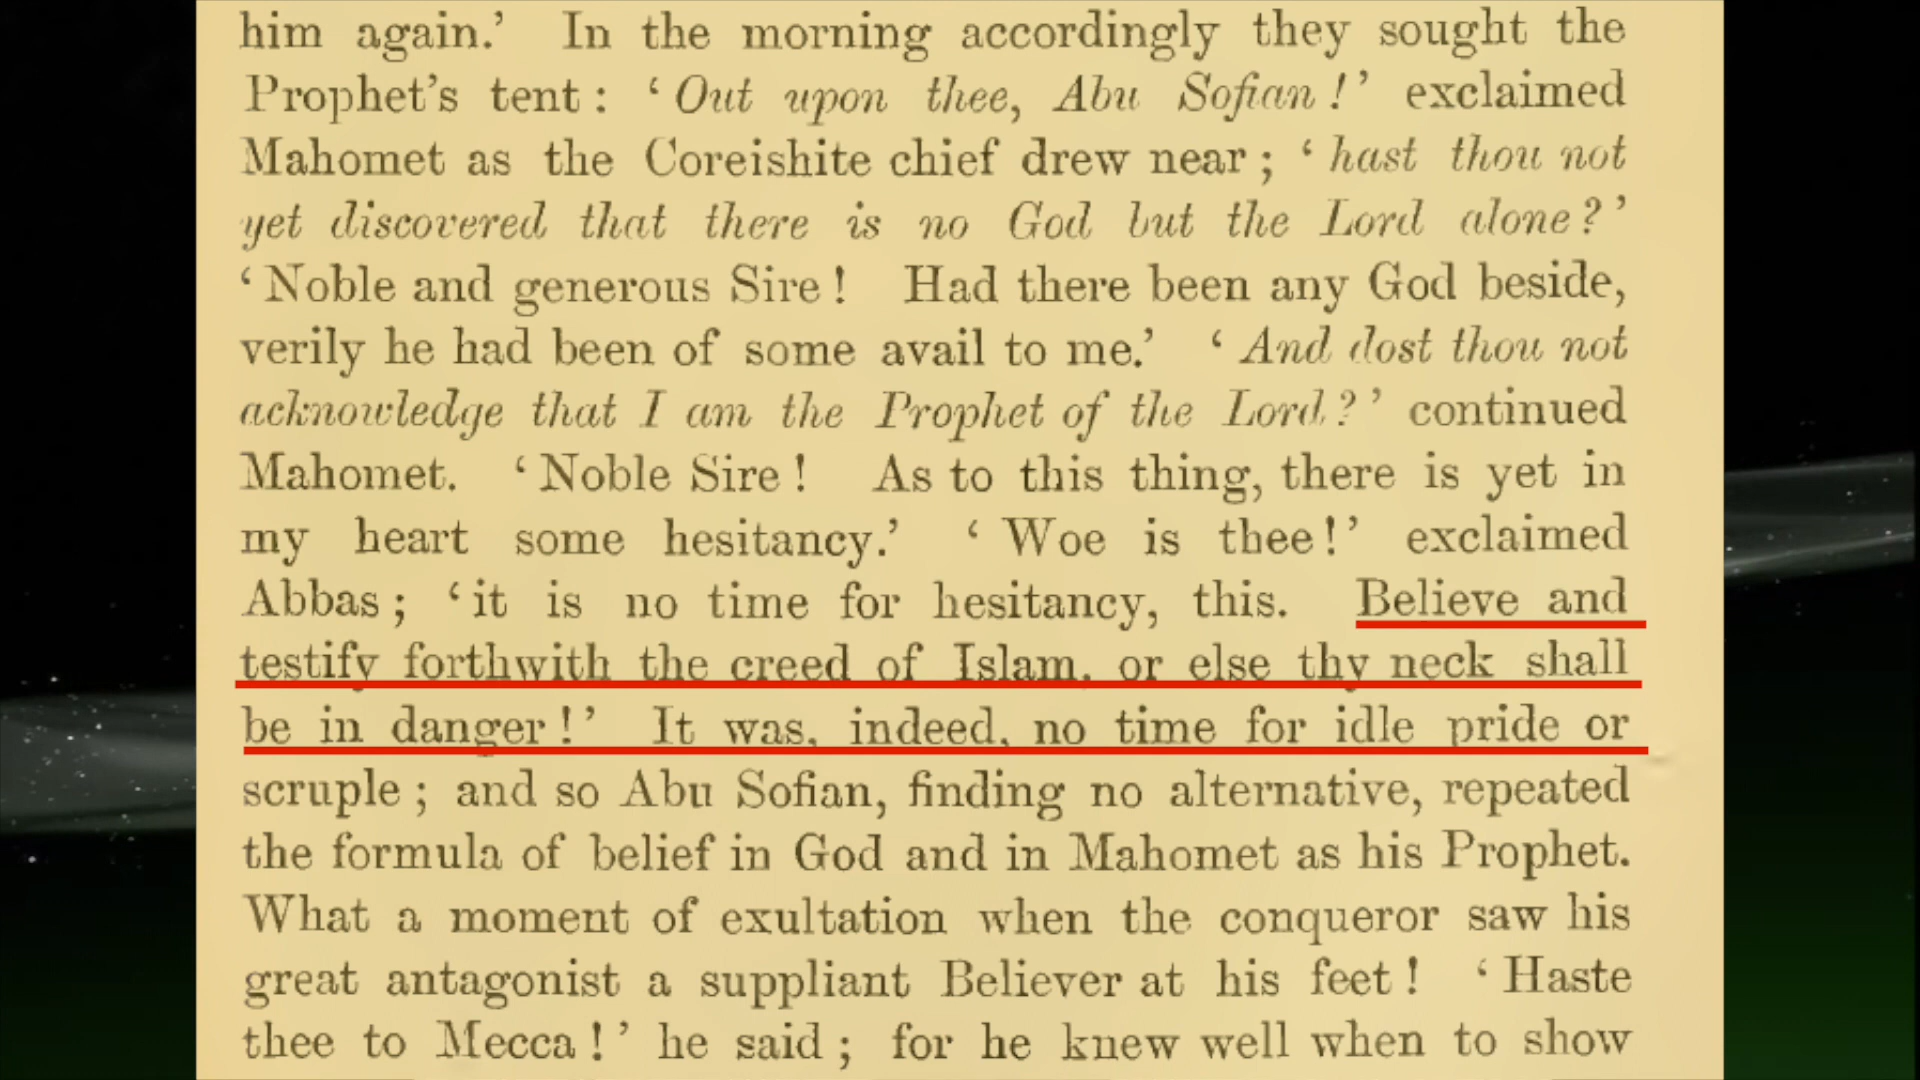 him again.’ In the morning accordingly they sought the
Prophet’s tent : ‘ Out upon thee, Abu Sofian ! ’ exclaimed
Mahomet as the Coreishite chief drew near ; ‘ hast thou not
yet discovered that there is no God but the Lord alone ? ’
‘ Noble and generous Sire ! Had there been any God beside,
verily he had been of some avail to me.’ ‘ And dost thou not
acknowledge that I am the Prophet of the Lord ? ’ continued
Mahomet. ‘ Noble Sire ! As to this thing, there is yet in
my heart some hesitancy.’ ‘ Woe is thee ! ’ exclaimed
Abbas ; ‘ it is no time for hesitancy, this. Believe and
testify forthwith the creed of Islam, or else thy neck shall
be in danger ! ’ It was, indeed, no time for idle pride or
scruple ; and so Abu Sofian, finding no alternative, repeated
the formula of belief in God and in Mahomet as his Prophet.
What a moment of exultation when the conqueror saw his
great antagonist a suppliant Believer at his feet ! ‘ Haste
thee to Mecca ! ’ he said ; for he knew well when to show